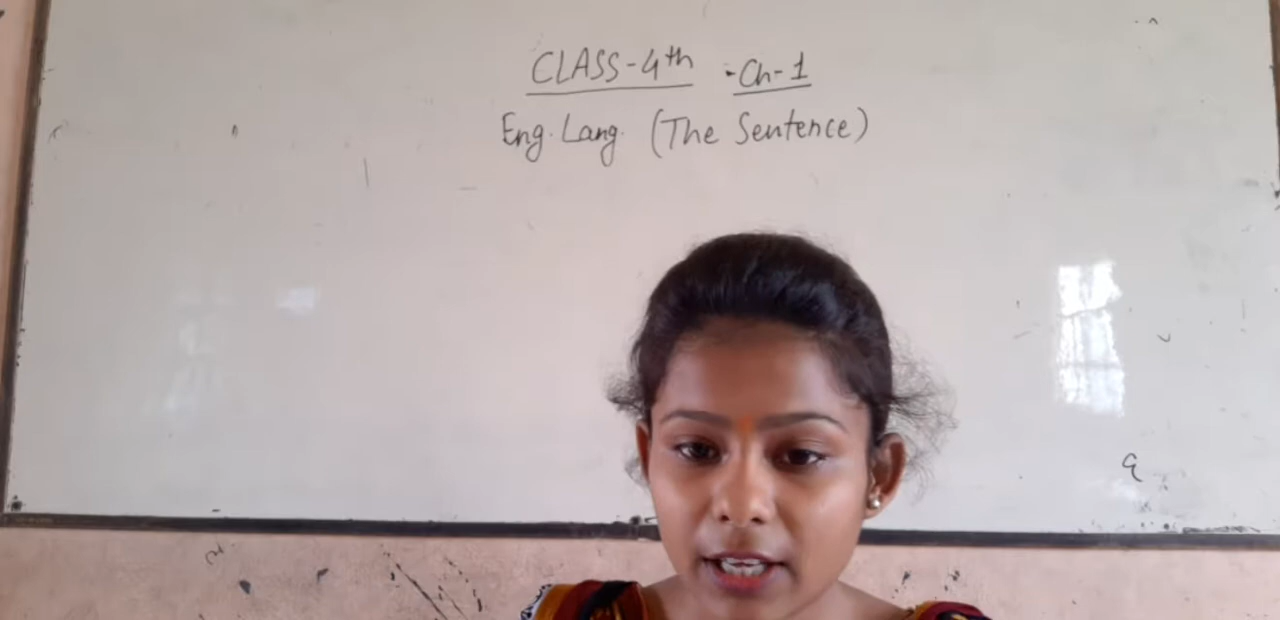 CLASS-4th -Ch-1
Eng. Lang. (The Sentence)